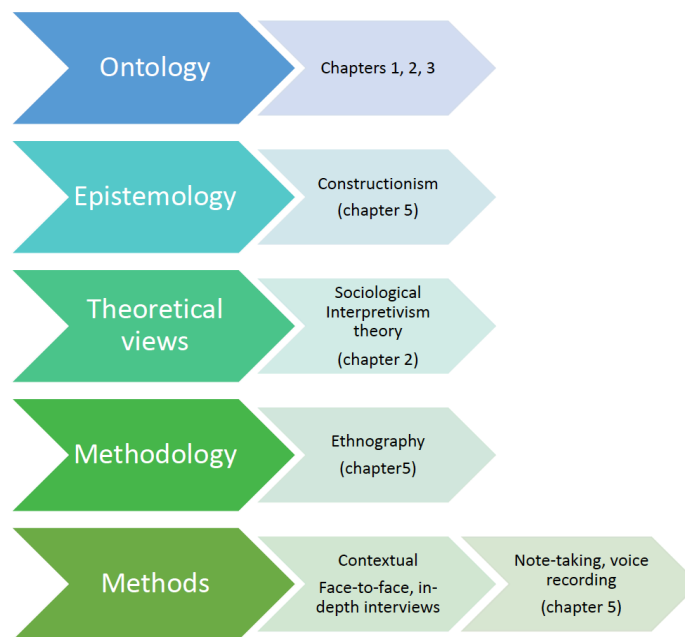 Ontology
Chapters 1, 2, 3
Epistemology
Constructionism
(chapter 5)
Theoretical
views
Sociological
Interpretivism
theory
(chapter 2)
Methodology
Ethnography
(chapter5)
Methods
Contextual
Face-to-face, in-
depth interviews
Note-taking, voice
recording
(chapter 5)